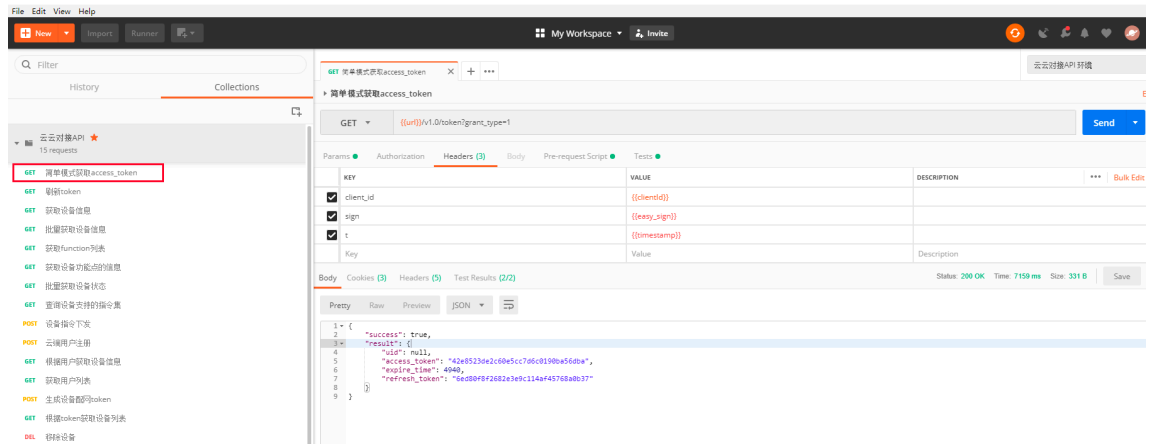 File Edit View Help
New Import Runner My Workspace Invite
Filter
History Collections
云云对接API
15 requests
GET 简单模式获取access_token
GET 刷新token
GET 获取设备信息
GET 批量获取设备信息
GET 获取function列表
GET 获取设备功能点的信息
GET 批量获取设备状态
GET 查询设备支持的指令集
POST 设备指令下发
POST 云端用户注册
GET 根据用户获取设备信息
GET 获取用户列表
POST 生成设备配网token
GET 根据token获取设备列表
DEL 移除设备
GET 简单模式获取access_token X + •••
云云对接API环境
简单模式获取access_token
GET {{url}}/v1.0/token?grant_type=1 Send
Params Authorization Headers (3) Body Pre-request Script Tests
KEY VALUE DESCRIPTION ••• Bulk Edit
client_id {{clientId}}
sign {{easy_sign}}
t {{timestamp}}
Key Value Description
Body Cookies (3) Headers (5) Test Results (2/2) Status: 200 OK Time: 7159 ms Size: 331 B Save
Pretty Raw Preview JSON
1 {
2 "success": true,
3 "result": {
4 "uid": null,
5 "access_token": "42e8523de2c60e5cc7d6c0190ba56dba",
6 "expire_time": 4940,
7 "refresh_token": "6ed80f8f2682e3e9c114af45768a0b37"
8 }
9 }